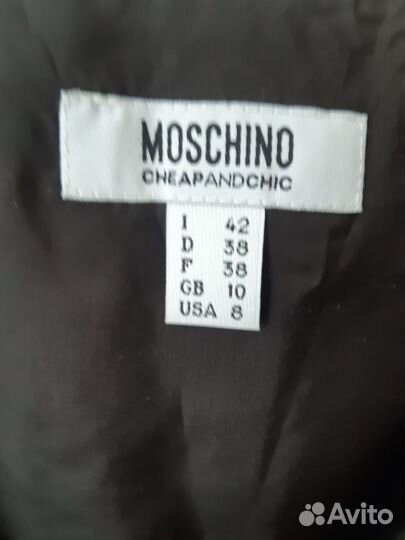 MOSCHINO
CHEAPANDCHIC
I 42
D 38
F 38
GB 10
USA 8
Avito